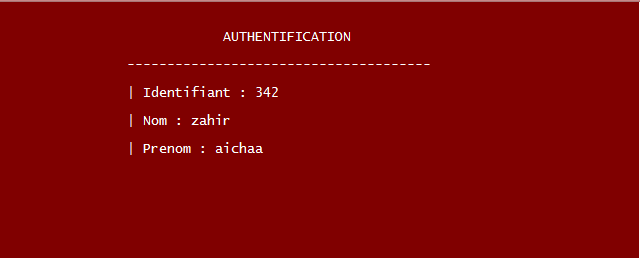 AUTHENTIFICATION
---------------------------------------
| Identifiant : 342
| Nom : zahir
| Prenom : aichaa